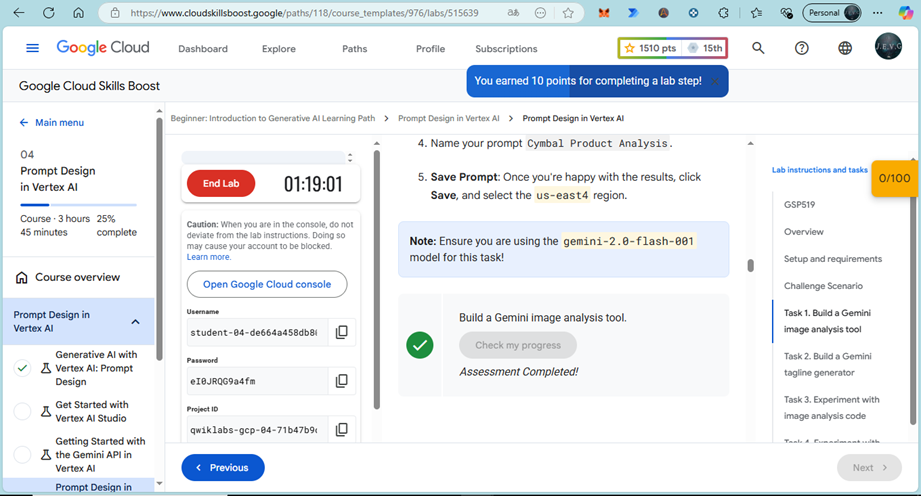 https://www.cloudskillsboost.google/paths/118/course_templates/976/labs/515639
Personal
Google Cloud
Dashboard
Explore
Paths
Profile
Subscriptions
1510 pts
15th
J.E.V.G
Google Cloud Skills Boost
You earned 10 points for completing a lab step!
Main menu
04
Prompt Design
in Vertex AI
Course · 3 hours
45 minutes
25%
complete
Course overview
Prompt Design in
Vertex AI
Generative AI with
Vertex AI: Prompt
Design
Get Started with
Vertex AI Studio
Getting Started with
the Gemini API in
Vertex AI
Prompt Design in
Beginner: Introduction to Generative AI Learning Path
Prompt Design in Vertex AI
Prompt Design in Vertex AI
End Lab
01:19:01
Caution: When you are in the console, do not
deviate from the lab instructions. Doing so
may cause your account to be blocked.
Learn more.
Open Google Cloud console
Username
student-04-de664a458db8
Password
eI0JRQG9a4fm
Project ID
qwiklabs-gcp-04-71b47b9
4. Name your prompt Cymbal Product Analysis.
5. Save Prompt: Once you're happy with the results, click
Save, and select the us-east4 region.
Note: Ensure you are using the gemini-2.0-flash-001
model for this task!
Build a Gemini image analysis tool.
Check my progress
Assessment Completed!
Lab instructions and tasks
0/100
GSP519
Overview
Setup and requirements
Challenge Scenario
Task 1. Build a Gemini
image analysis tool
Task 2. Build a Gemini
tagline generator
Task 3. Experiment with
image analysis code
Task 4. Experiment with
Previous
Next